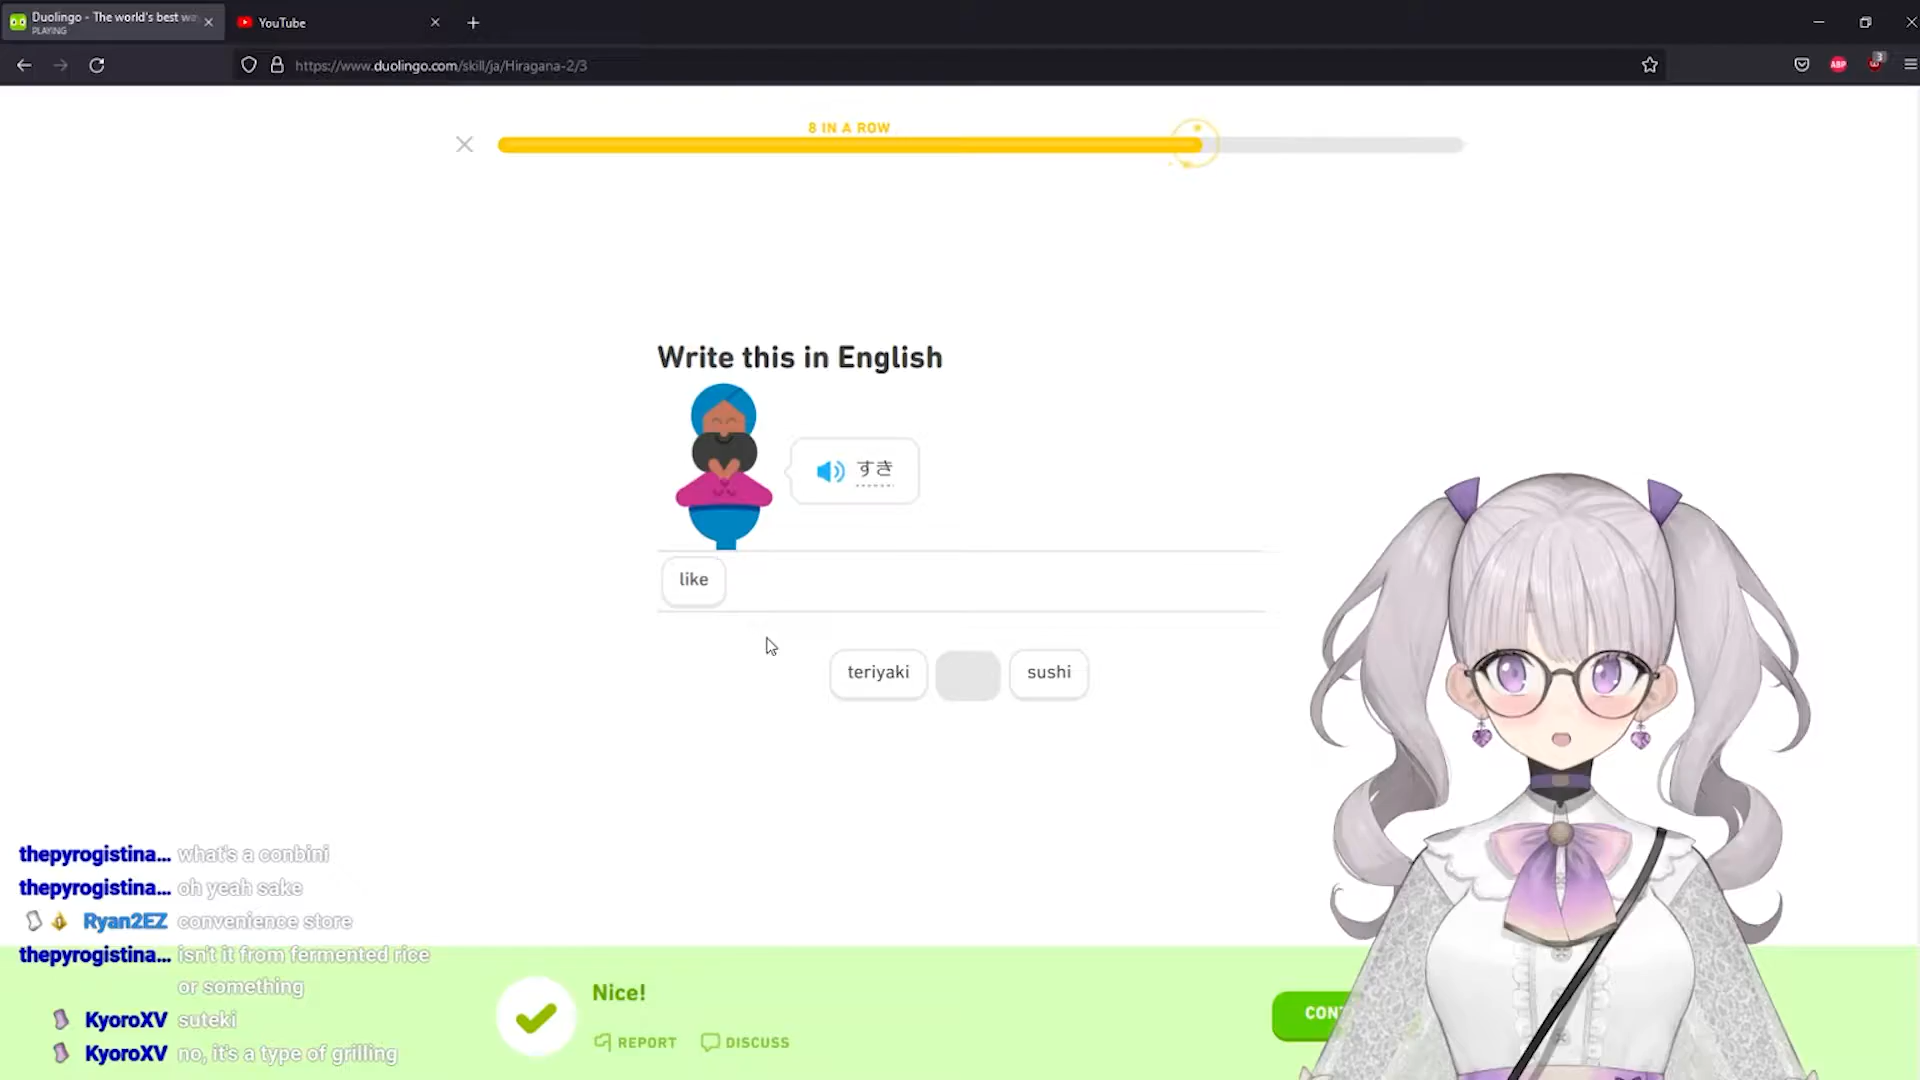 Duolingo - The world's best wa
PLAYING
YouTube
https://www.duolingo.com/skill/ja/Hiragana-2/3
ABP
3
8 IN A ROW
Write this in English
すき
like
teriyaki
sushi
thepyrogistina... what's a conbini
thepyrogistina... oh yeah sake
Ryan2EZ convenience store
thepyrogistina... isn't it from fermented rice
or something
KyoroXV suteki
KyoroXV no, it's a type of grilling
Nice!
REPORT
DISCUSS
CONT